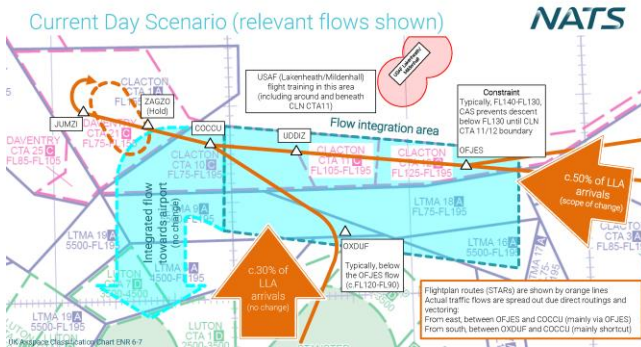 Current Day Scenario (relevant flows shown)
NATS
USAF (Lakenheath/Mildenhall)
flight training in this area
(including around and beneath
CLN CTA11)
USAF Lakenheath/
Mildenhall
Constraint
Typically, FL140-FL130,
CAS prevents descent
below FL130 until CLN
CTA 11/12 boundary
CLACTON
JUMZI
ZAGZO
(Hold)
COCCU
Flow integration area
UDDIZ
OFJES
DAVENTRY
CTA 25 C
FL85-FL105
CLACTON
CTA 10 C
FL75-FL195
CLACTON
CTA 11 C
FL105-FL195
CLACTON
FL125-FL195
c.50% of LLA
arrivals
(scope of change)
LTMA 18 A
FL75-FL195
Integrated flow
towards airport
(no change)
LTMA 19 A
5500-FL195
4500-FL195
LTMA 16 A
5500-FL195
OXDUF
Typically, below
the OFJES flow
(c.FL120-FL90)
c.30% of
LLA
arrivals
(no change)
LUTON
LUTON
Flightplan routes (STARs) are shown by orange lines
Actual traffic flows are spread out due direct routings and
vectoring:
From east, between OFJES and COCCU (mainly via OFJES)
From south, between OXDUF and COCCU (mainly shortcut)
UK Airspace Classification Chart ENR 6-7